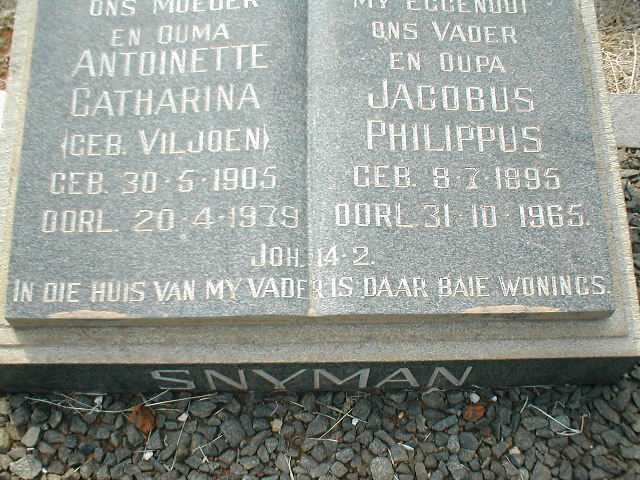 ONS MOEDER
EN OUMA
ANTOINETTE
CATHARINA
(GEB. VILJOEN)
GEB. 30·5·1905
OORL. 20·4·1979
MY EGGENOOT
ONS VADER
EN OUPA
JACOBUS
PHILIPPUS
GEB. 8·7·1895
OORL. 31·10·1965.
JOH. 14·2.
IN DIE HUIS VAN MY VADER IS DAAR BAIE WONINGS.
SNYMAN